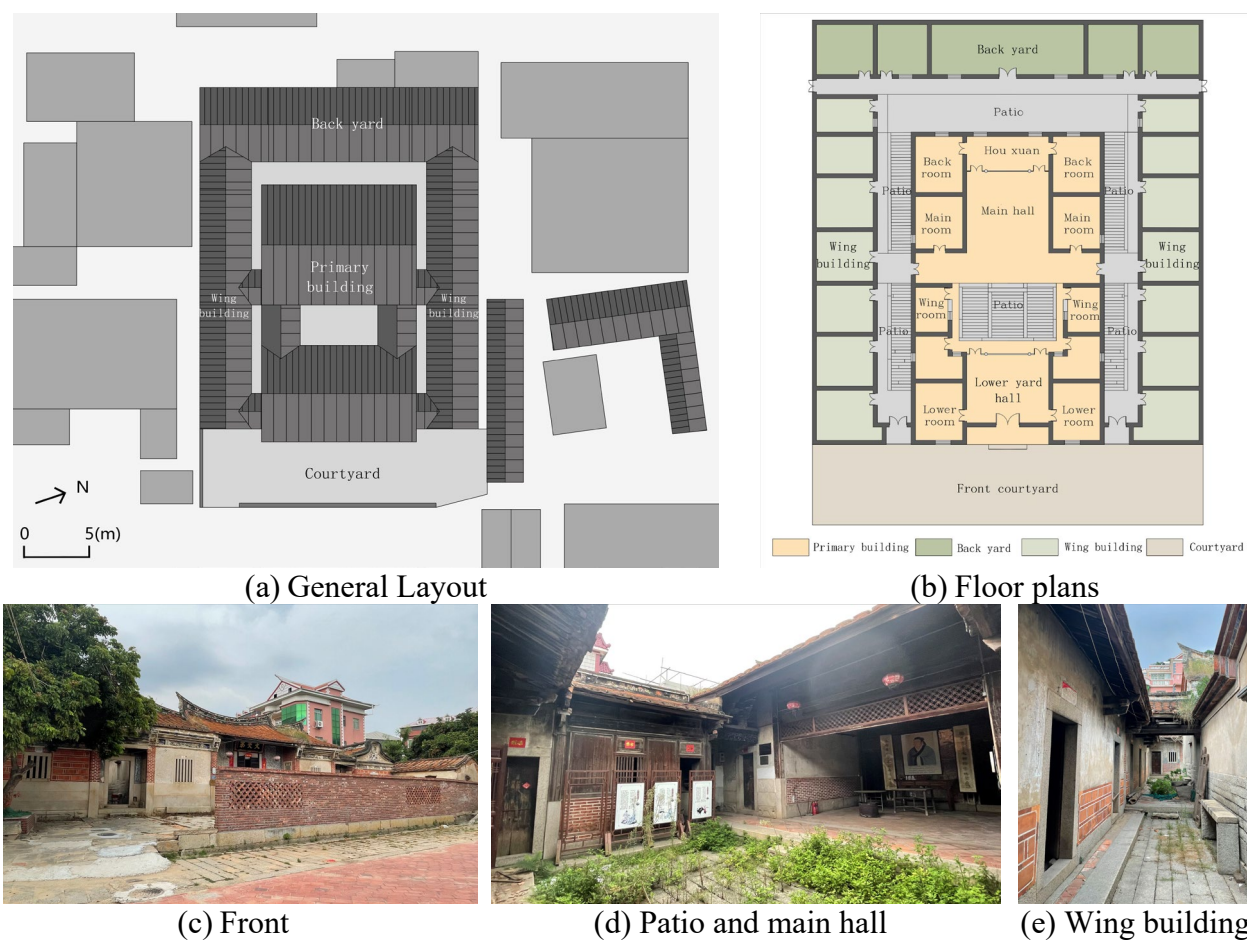 Back yard
Primary
building
Wing
building
Wing
building
Courtyard
N
0
5(m)
(a) General Layout
Back yard
Patio
Hou xuan
Back
room
Back
room
Patio
Patio
Main hall
Main
room
Main
room
Wing
building
Wing
building
Wing
room
Patio
Wing
room
Patio
Patio
Lower yard
hall
Lower
room
Lower
room
Front courtyard
Primary building
Back yard
Wing building
Courtyard
(b) Floor plans
(c) Front
(d) Patio and main hall
(e) Wing building